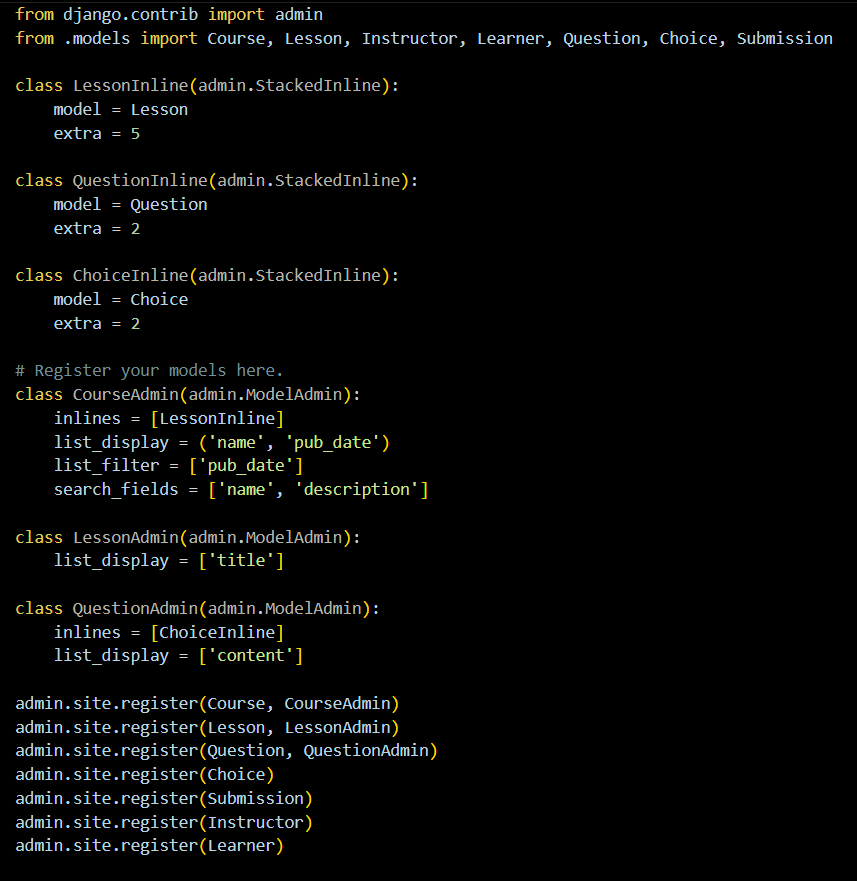 from django.contrib import admin
from .models import Course, Lesson, Instructor, Learner, Question, Choice, Submission

class LessonInline(admin.StackedInline):
    model = Lesson
    extra = 5

class QuestionInline(admin.StackedInline):
    model = Question
    extra = 2

class ChoiceInline(admin.StackedInline):
    model = Choice
    extra = 2

# Register your models here.
class CourseAdmin(admin.ModelAdmin):
    inlines = [LessonInline]
    list_display = ('name', 'pub_date')
    list_filter = ['pub_date']
    search_fields = ['name', 'description']

class LessonAdmin(admin.ModelAdmin):
    list_display = ['title']

class QuestionAdmin(admin.ModelAdmin):
    inlines = [ChoiceInline]
    list_display = ['content']

admin.site.register(Course, CourseAdmin)
admin.site.register(Lesson, LessonAdmin)
admin.site.register(Question, QuestionAdmin)
admin.site.register(Choice)
admin.site.register(Submission)
admin.site.register(Instructor)
admin.site.register(Learner)